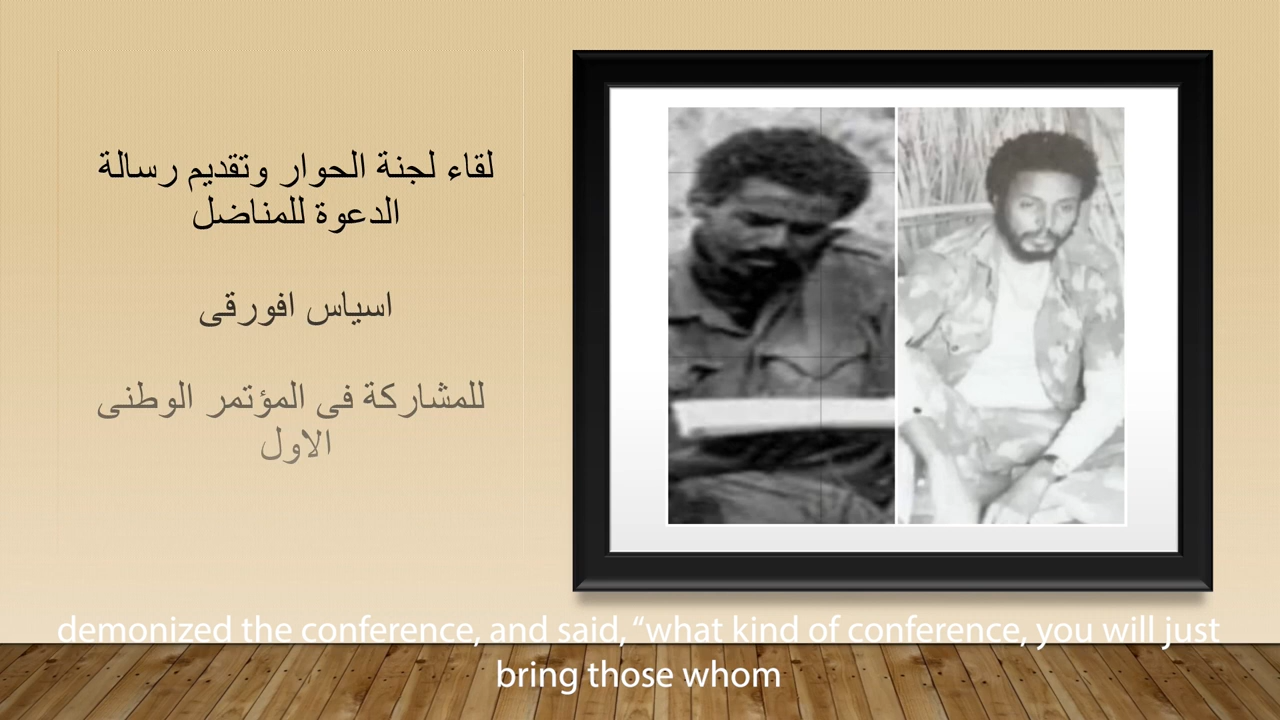 لقاء لجنة الحوار وتقديم رسالة
الدعوة للمناضل
اسياس افورقى
للمشاركة فى المؤتمر الوطنى
الاول
demonized the conference, and said, “what kind of conference, you will just
bring those whom